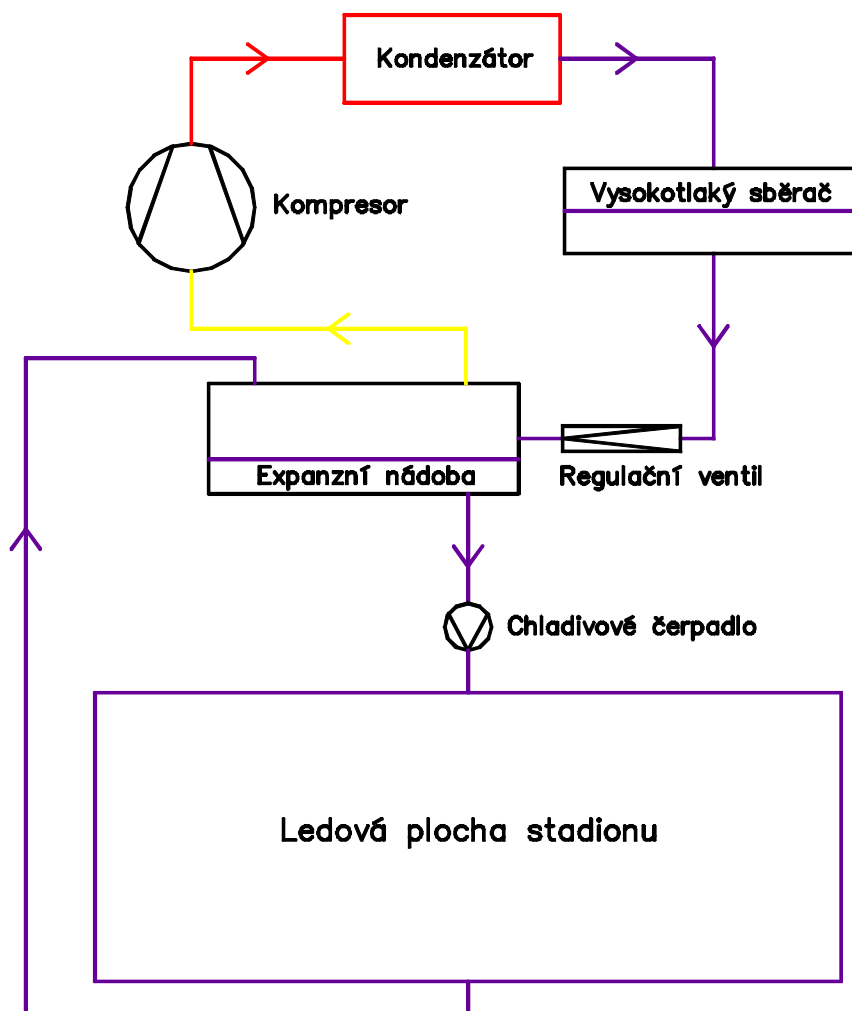 Kondenzátor
Vysokotlaký sběrač
Kompresor
Expanzní nádoba
Regulační ventil
Chladivové čerpadlo
Ledová plocha stadionu